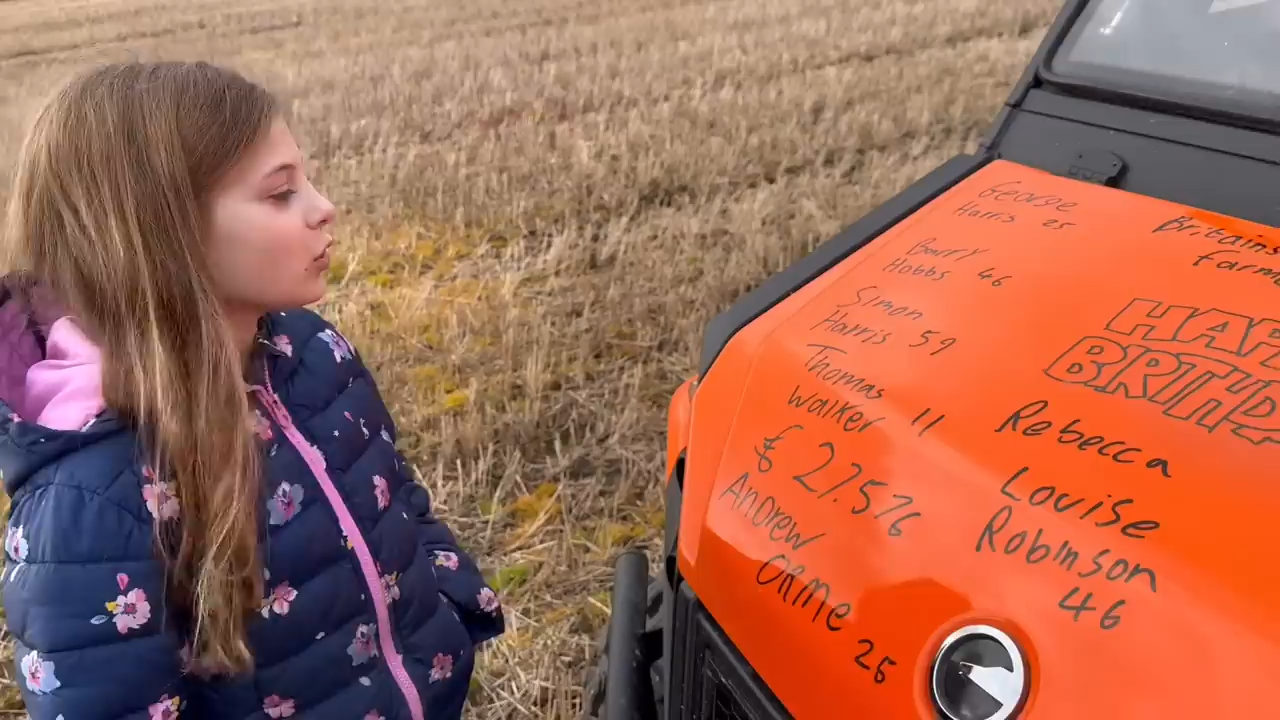 George
Harris 25
Barry
Hobbs 46
Simon
Harris 59
Thomas
Walker 11
£ 27.576
Andrew
ORMe 25
Britains
farm
HAP
BIRTHD
Rebecca
Louise
Robinson
46